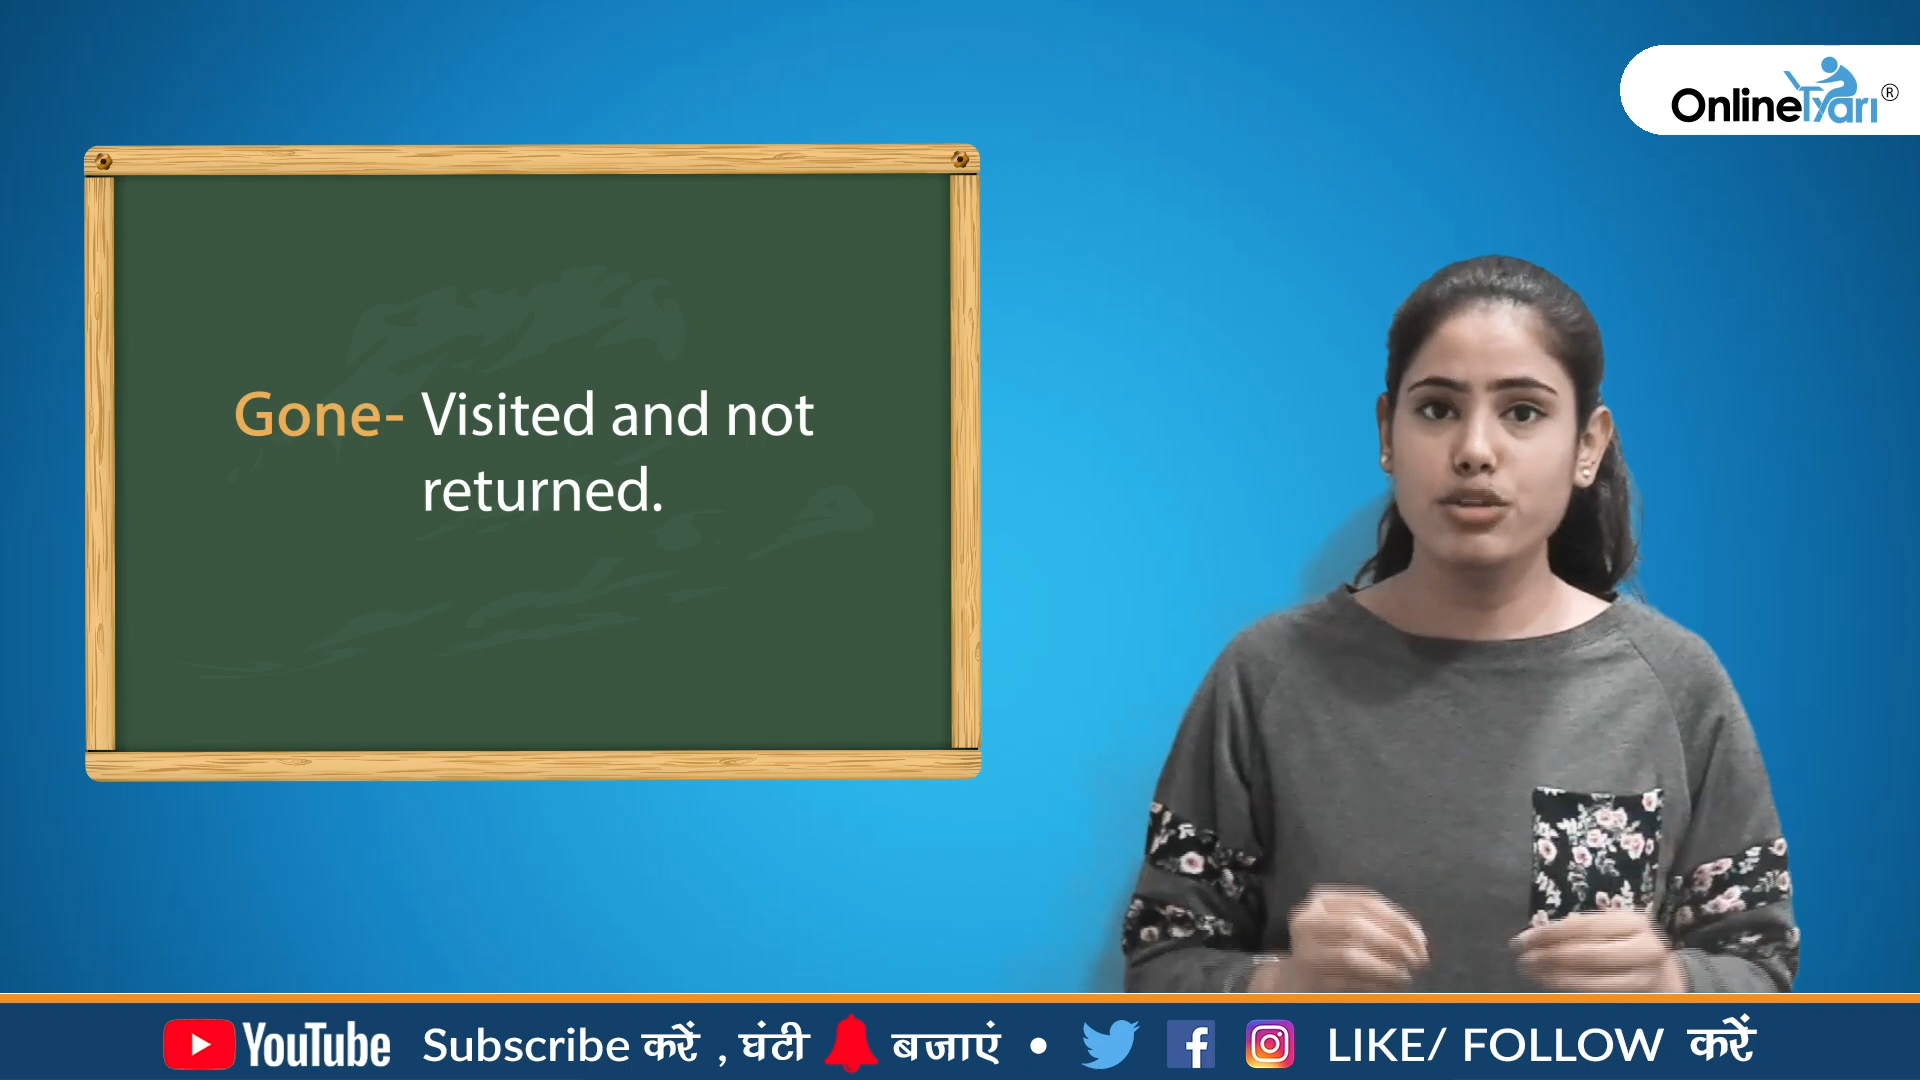 OnlineTyari®
Gone- Visited and not
returned.
YouTube Subscribe करें , घंटी बजाएं • LIKE/ FOLLOW करें